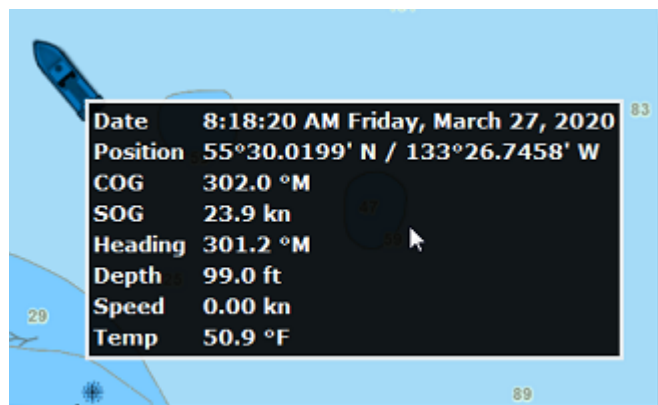 83
Date 8:18:20 AM Friday, March 27, 2020
Position 55°30.0199' N / 133°26.7458' W
COG 302.0 °M
SOG 23.9 kn
47
Heading 301.2 °M
59
Depth 99.0 ft
29
Speed 0.00 kn
Temp 50.9 °F
89